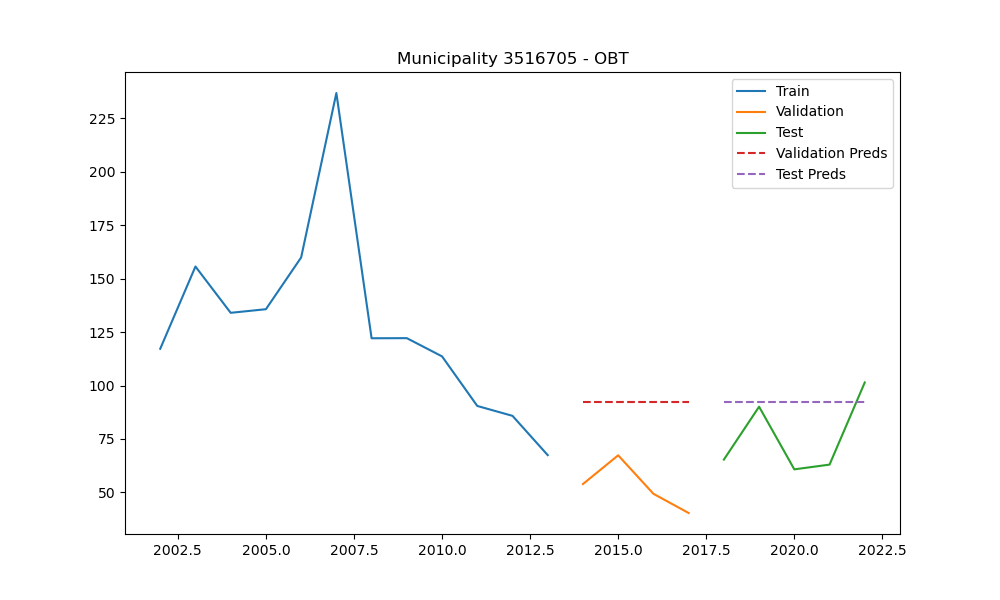 Municipality 3516705 - OBT
Train
Validation
Test
Validation Preds
Test Preds
225
200
175
150
125
100
75
50
2002.5 2005.0 2007.5 2010.0 2012.5 2015.0 2017.5 2020.0 2022.5